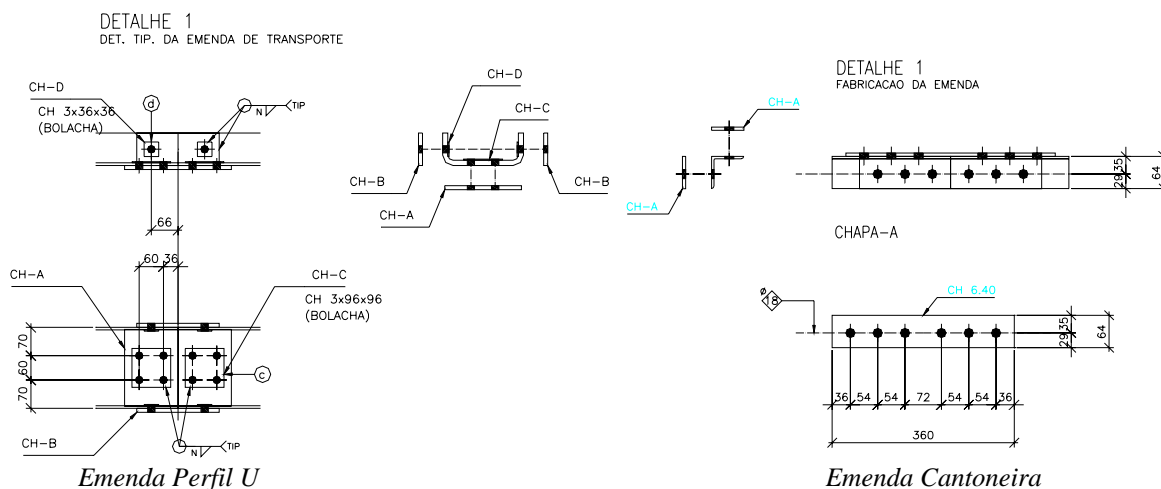 DETALHE 1
DET. TIP. DA EMENDA DE TRANSPORTE
CH-D
CH 3x36x36
(BOLACHA)
d
N
TIP
66
60
36
CH-A
CH-C
CH 3x96x96
(BOLACHA)
70
60
70
c
CH-B
N
TIP
Emenda Perfil U
CH-D
CH-C
CH-B
CH-B
CH-A
CH-A
CH-A
DETALHE 1
FABRICACAO DA EMENDA
35
29
64
CHAPA-A
ø
18
CH 6.40
35
29
64
36
54
54
72
54
54
36
360
Emenda Cantoneira